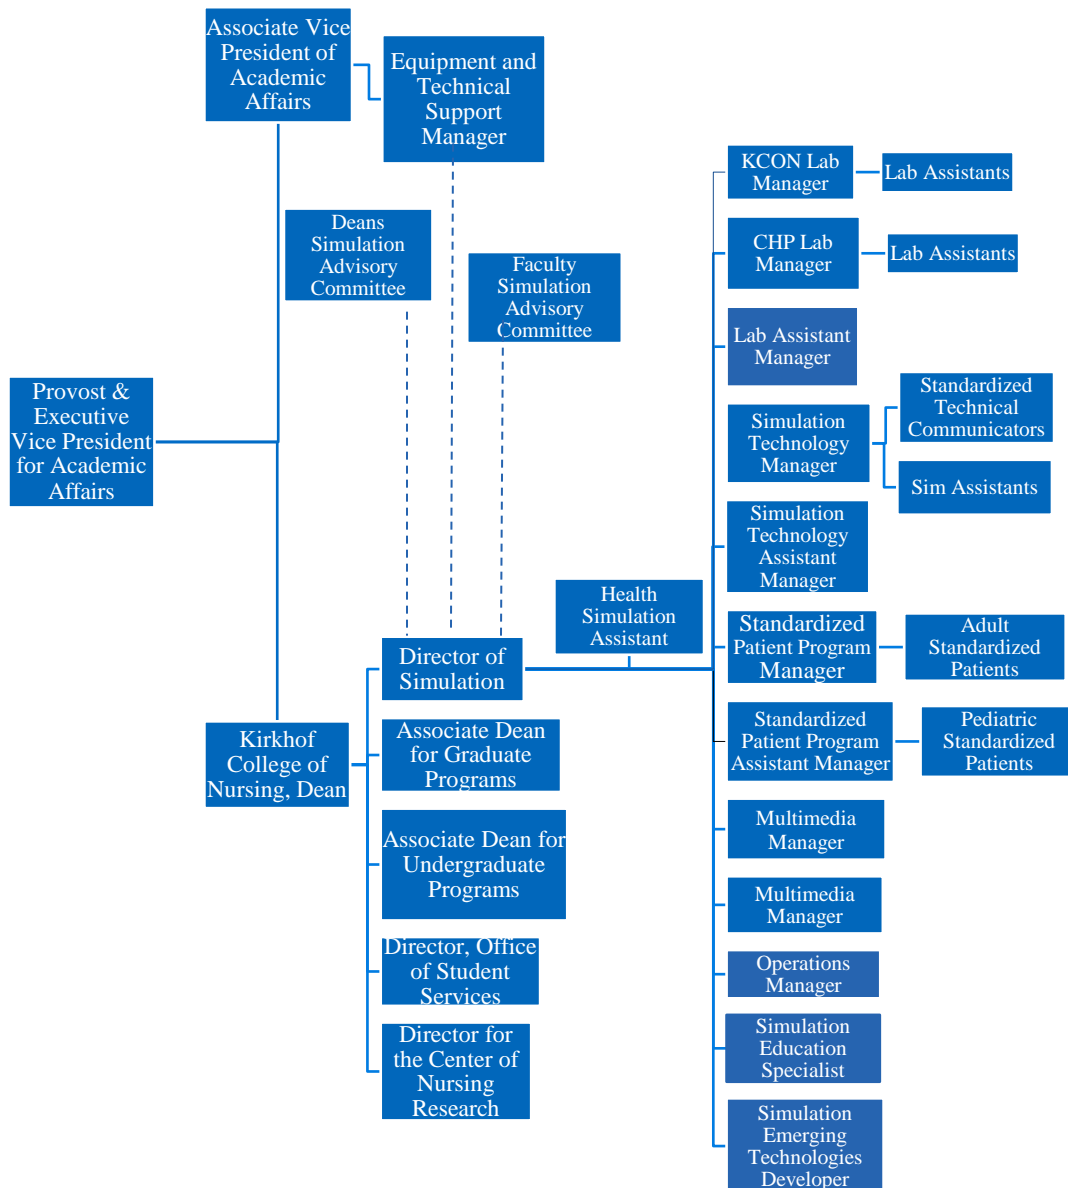 Associate Vice
President of
Academic
Affairs
Equipment and
Technical
Support
Manager
Deans
Simulation
Advisory
Committee
Faculty
Simulation
Advisory
Committee
Provost &
Executive
Vice President
for Academic
Affairs
Kirkhof
College of
Nursing, Dean
Director of
Simulation
Associate Dean
for Graduate
Programs
Associate Dean for
Undergraduate
Programs
Director, Office
of Student
Services
Director for
the Center of
Nursing
Research
Health
Simulation
Assistant
KCON Lab
Manager
Lab Assistants
CHP Lab
Manager
Lab Assistants
Lab Assistant
Manager
Simulation
Technology
Manager
Standardized
Technical
Communicators
Sim Assistants
Simulation
Technology
Assistant
Manager
Standardized
Patient Program
Manager
Adult
Standardized
Patients
Standardized
Patient Program
Assistant Manager
Pediatric
Standardized
Patients
Multimedia
Manager
Multimedia
Manager
Operations
Manager
Simulation
Education
Specialist
Simulation
Emerging
Technologies
Developer